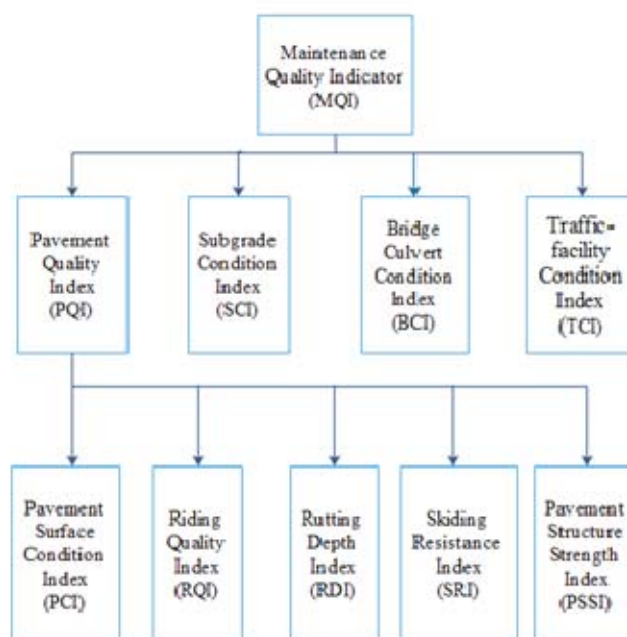 Maintenance
Quality Indicator
(MQI)
Pavement
Quality
Index
(PQI)
Subgrade
Condition
Index
(SCI)
Bridge
Culvert
Condition
Index
(BCI)
Traffic-
facility
Condition
Index
(TCI)
Pavement
Surface
Condition
Index
(PCI)
Riding
Quality
Index
(RQI)
Rutting
Depth
Index
(RDI)
Skiding
Resistance
Index
(SRI)
Pavement
Structure
Strength
Index
(PSSI)